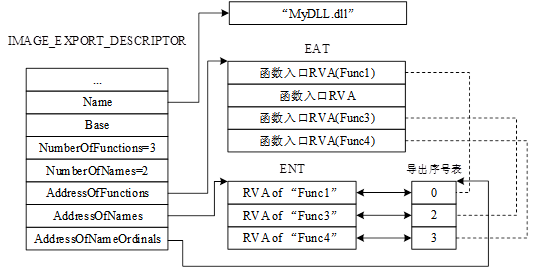 “MyDLL.dll”
IMAGE_EXPORT_DESCRIPTOR
...
Name
Base
NumberOfFunctions=3
NumberOfNames=2
AddressOfFunctions
AddressOfNames
AddressOfNameOrdinals
EAT
函数入口RVA(Func1)
函数入口RVA
函数入口RVA(Func3)
函数入口RVA(Func4)
ENT
导出序号表
RVA of “Func1”
0
RVA of “Func3”
2
RVA of “Func4”
3